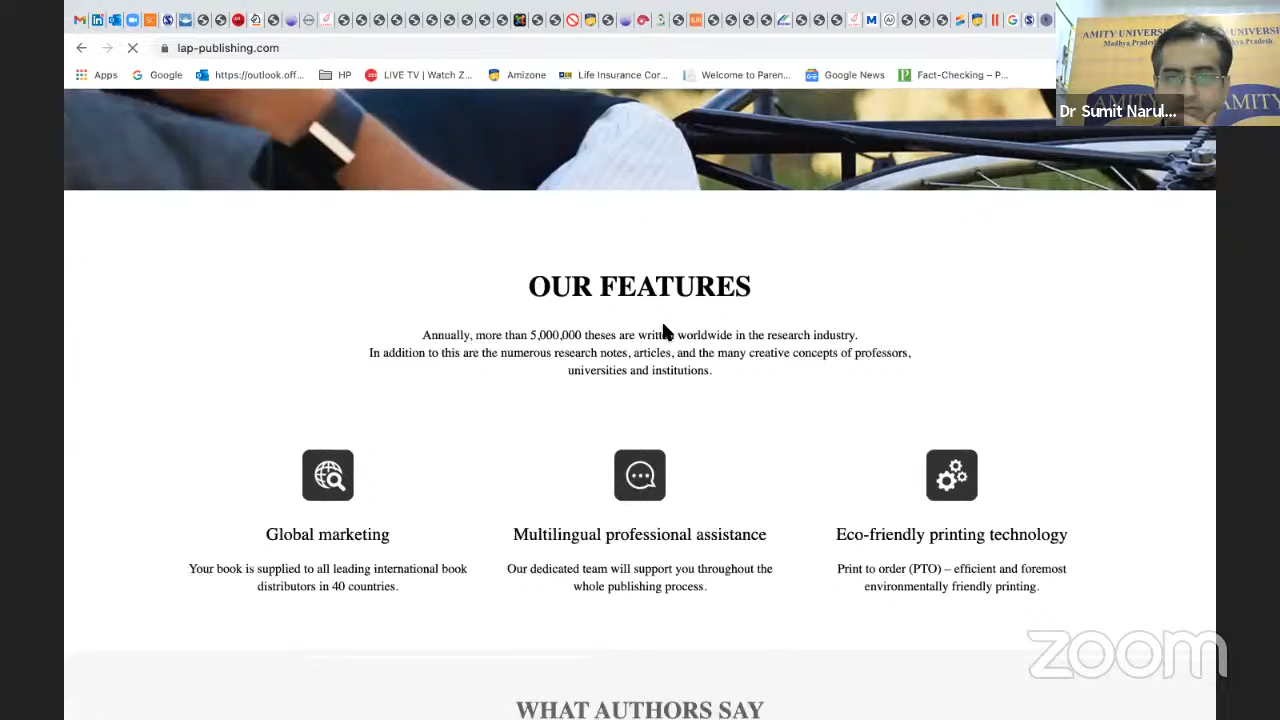 lap-publishing.com
Apps
Google
https://outlook.off...
HP
LIVE TV | Watch Z...
Amizone
Life Insurance Cor...
Welcome to Paren...
Google News
Fact-Checking – P...
AMITY UNIVERSI
Madhya Pradesh
Dr Sumit Narul...
AMITY
AMITY
OUR FEATURES
Annually, more than 5,000,000 theses are written worldwide in the research industry.
In addition to this are the numerous research notes, articles, and the many creative concepts of professors,
universities and institutions.
Global marketing
Your book is supplied to all leading international book
distributors in 40 countries.
Multilingual professional assistance
Our dedicated team will support you throughout the
whole publishing process.
Eco-friendly printing technology
Print to order (PTO) – efficient and foremost
environmentally friendly printing.
zoom
WHAT AUTHORS SAY